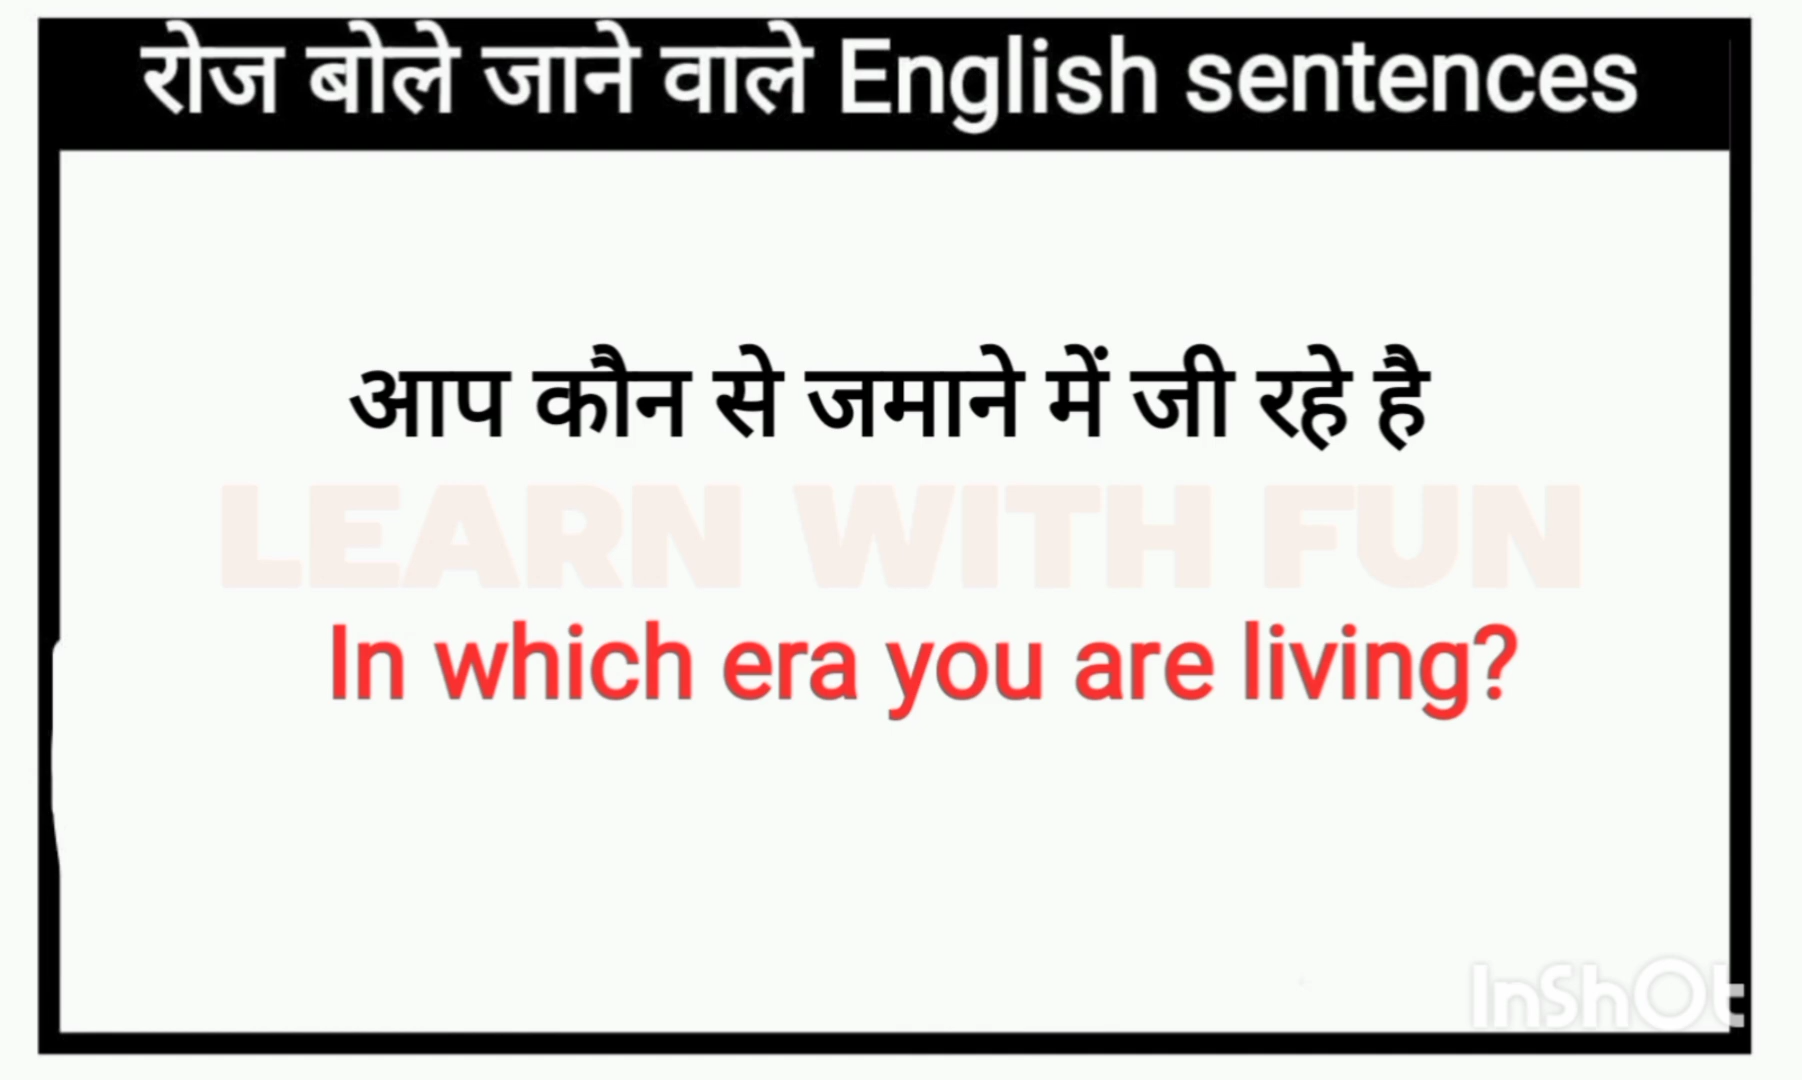 रोज बोले जाने वाले English sentences
आप कौन से जमाने में जी रहे है
LEARN WITH FUN
In which era you are living?
InShOt